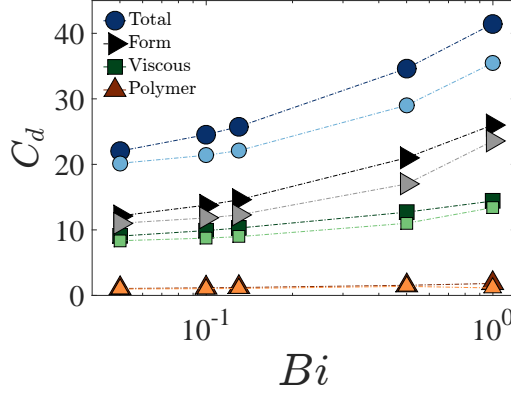 Total
Form
Viscous
Polymer
40
30
20
10
0
C_d
10^{-1}
10^0
Bi